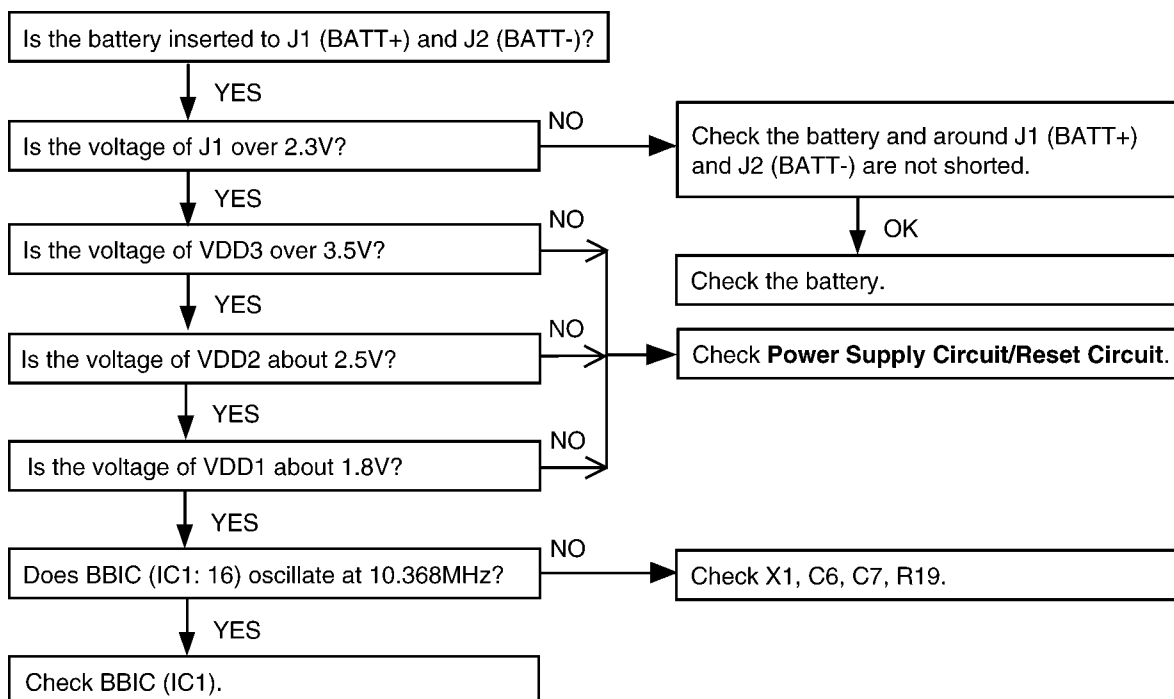 Is the battery inserted to J1 (BATT+) and J2 (BATT-)?
YES
Is the voltage of J1 over 2.3V?
NO
Check the battery and around J1 (BATT+)
and J2 (BATT-) are not shorted.
OK
Check the battery.
YES
Is the voltage of VDD3 over 3.5V?
NO
YES
Is the voltage of VDD2 about 2.5V?
NO
Check Power Supply Circuit/Reset Circuit.
YES
Is the voltage of VDD1 about 1.8V?
NO
YES
Does BBIC (IC1: 16) oscillate at 10.368MHz?
NO
Check X1, C6, C7, R19.
YES
Check BBIC (IC1).